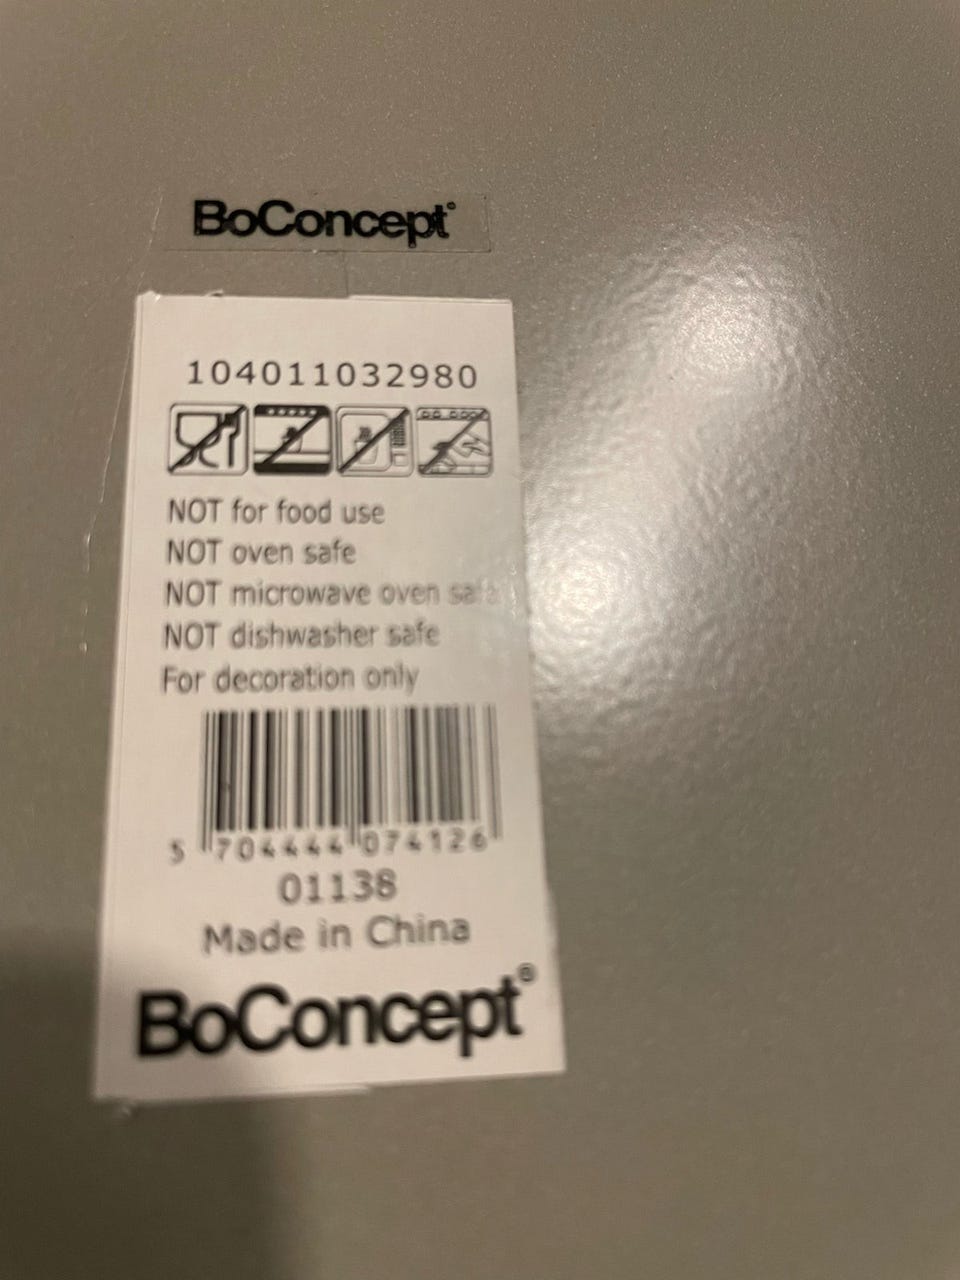 BoConcept®
104011032980
NOT for food use
NOT oven safe
NOT microwave oven safe
NOT dishwasher safe
For decoration only
5 704444 074126
01138
Made in China
BoConcept®